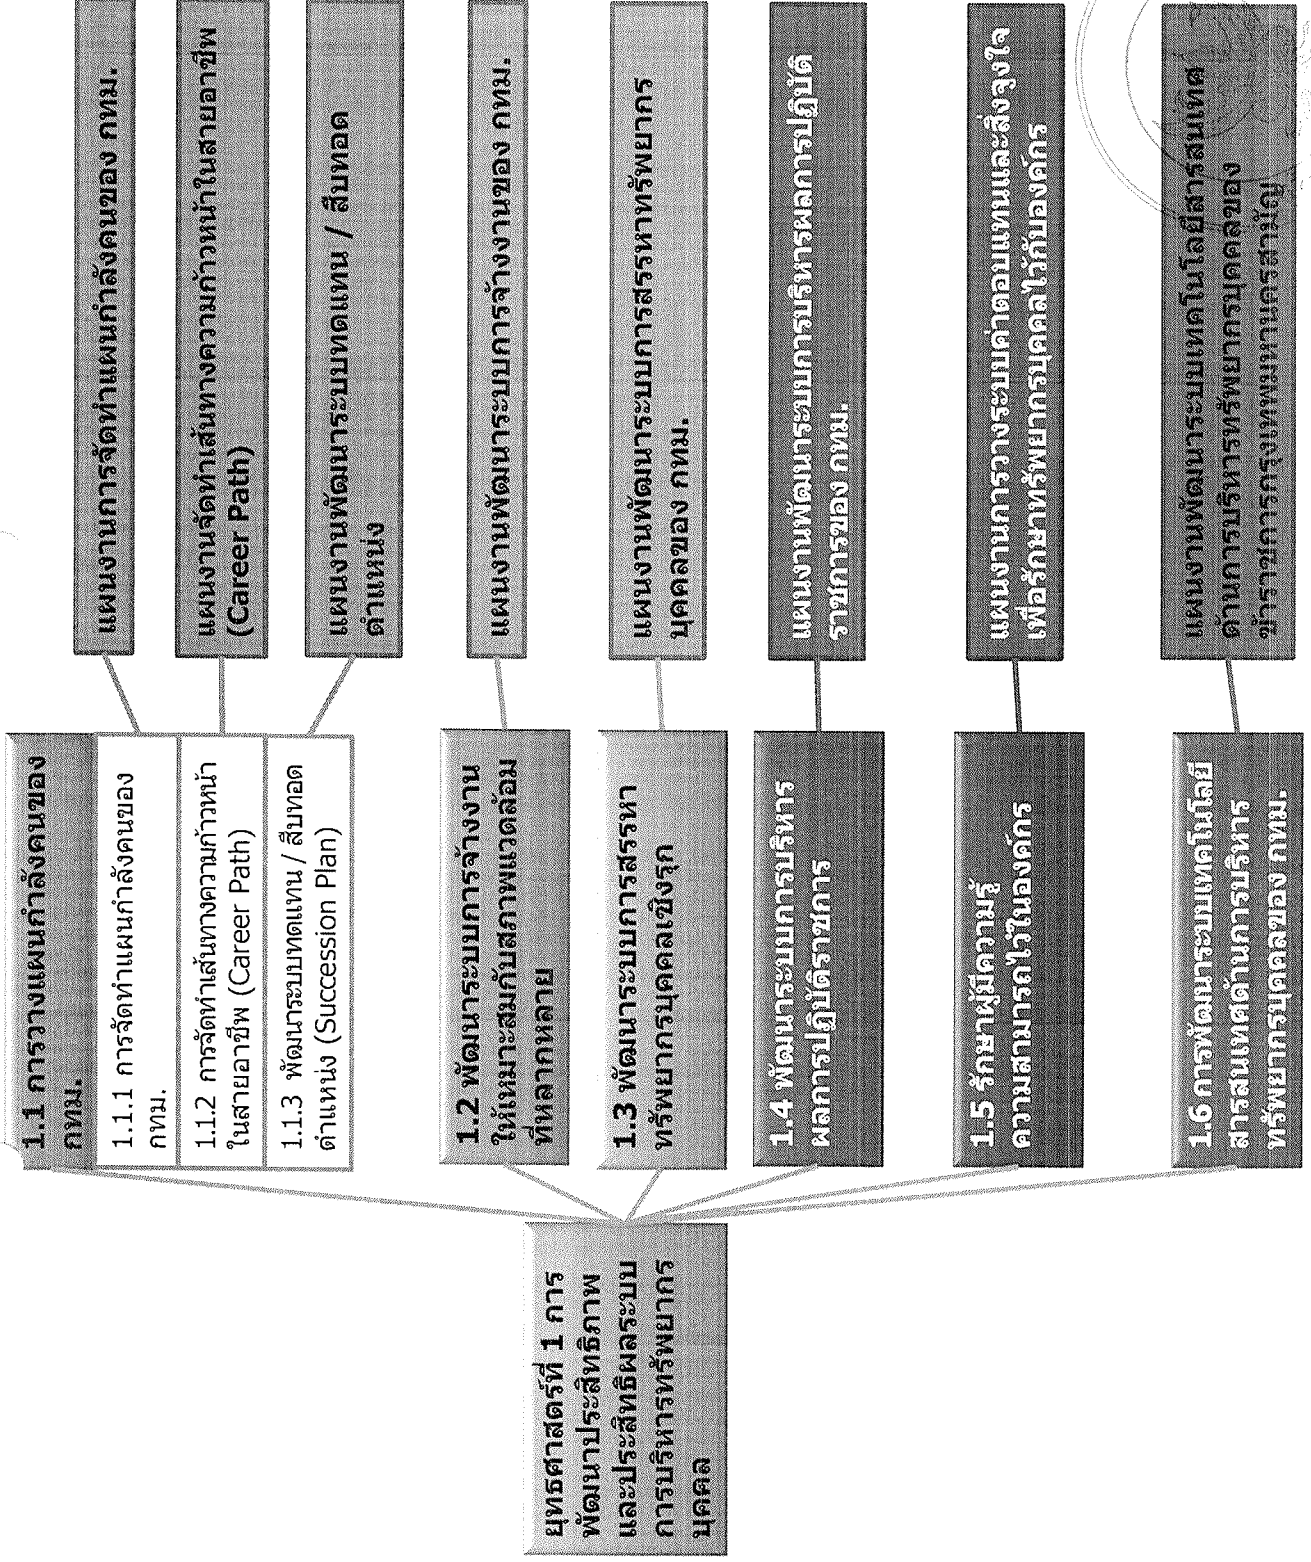 ยุทธศาสตร์ที่ 1 การ
พัฒนาประสิทธิภาพ
และประสิทธิผลระบบ
การบริหารทรัพยากร
บุคคล
1.1 การวางแผนกำลังคนของ
กทม.
1.1.1 การจัดทำแผนกำลังคนของ
กทม.
1.1.2 การจัดทำเส้นทางความก้าวหน้า
ในสายอาชีพ (Career Path)
1.1.3 พัฒนาระบบทดแทน / สืบทอด
ตำแหน่ง (Succession Plan)
1.2 พัฒนาระบบการจ้างงาน
ให้เหมาะสมกับสภาพแวดล้อม
ที่หลากหลาย
1.3 พัฒนาระบบการสรรหา
ทรัพยากรบุคคลเชิงรุก
1.4 พัฒนาระบบการบริหาร
ผลการปฏิบัติราชการ
1.5 รักษาผู้มีความรู้
ความสามารถไว้ในองค์กร
1.6 การพัฒนาระบบเทคโนโลยี
สารสนเทศด้านการบริหาร
ทรัพยากรบุคคลของ กทม.
แผนงานการจัดทำแผนกำลังคนของ กทม.
แผนงานจัดทำเส้นทางความก้าวหน้าในสายอาชีพ
(Career Path)
แผนงานพัฒนาระบบทดแทน / สืบทอด
ตำแหน่ง
แผนงานพัฒนาระบบการจ้างงานของ กทม.
แผนงานพัฒนาระบบการสรรหาทรัพยากร
บุคคลของ กทม.
แผนงานพัฒนาระบบการบริหารผลการปฏิบัติ
ราชการของ กทม.
แผนงานการวางระบบค่าตอบแทนและสิ่งจูงใจ
เพื่อรักษาทรัพยากรบุคคลไว้กับองค์กร
แผนงานพัฒนาระบบเทคโนโลยีสารสนเทศ
ด้านการบริหารทรัพยากรบุคคลของ
ข้าราชการกรุงเทพมหานครสามัญ